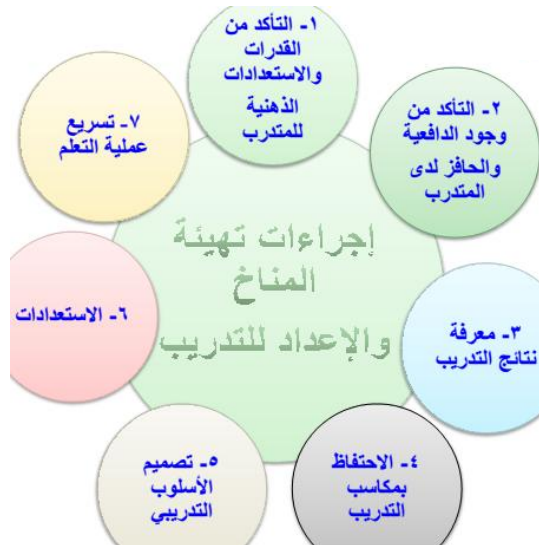 ١- التأكد من
القدرات
والاستعدادات
الذهنية
للمتدرب
٢- التأكد من
وجود الدافعية
والحافز لدى
المتدرب
٣- معرفة
نتائج التدريب
٤- الاحتفاظ
بمكاسب
التدريب
٥- تصميم
الأسلوب
التدريبي
٦- الاستعدادات
٧- تسريع
عملية التعلم
إجراءات تهيئة
المناخ
والإعداد للتدريب